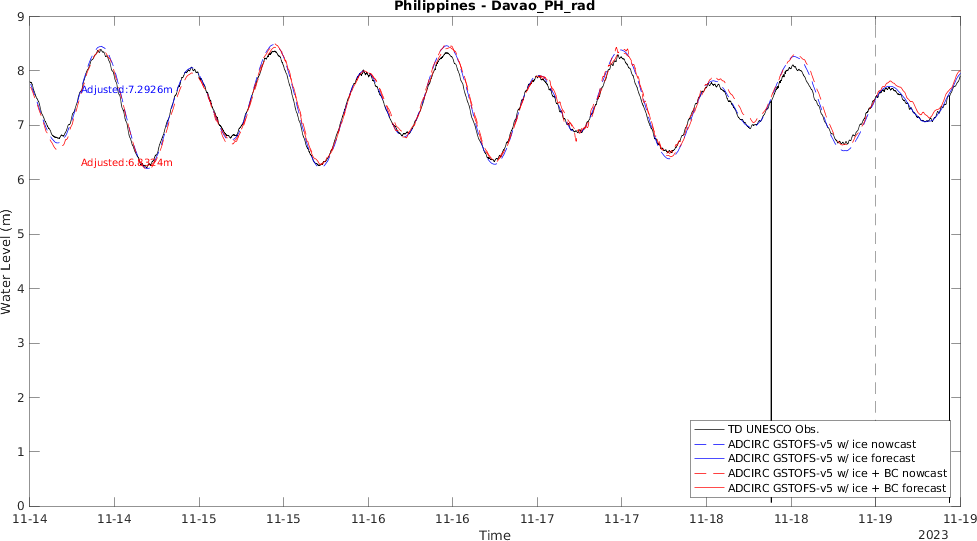 Philippines - Davao_PH_rad
9
8
7
6
5
4
3
2
1
0
Water Level (m)
Adjusted:7.2926m
Adjusted:6.8324m
TD UNESCO Obs.
ADCIRC GSTOFS-v5 w/ ice nowcast
ADCIRC GSTOFS-v5 w/ ice forecast
ADCIRC GSTOFS-v5 w/ ice + BC nowcast
ADCIRC GSTOFS-v5 w/ ice + BC forecast
11-14 11-14 11-15 11-15 11-16 11-16 11-17 11-17 11-18 11-18 11-19 11-19
Time
2023